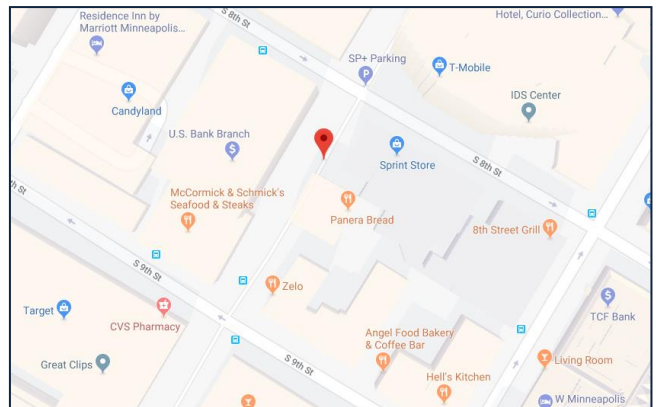 Residence Inn by
Marriott Minneapolis...
S 8th St
Hotel, Curio Collection...
SP+ Parking
T-Mobile
Candyland
IDS Center
U.S. Bank Branch
Sprint Store
S 8th St
McCormick & Schmick's
Seafood & Steaks
Panera Bread
8th Street Grill
S 9th St
Zelo
Target
CVS Pharmacy
TCF Bank
Angel Food Bakery
& Coffee Bar
Great Clips
S 9th St
Living Room
Hell's Kitchen
W Minneapolis